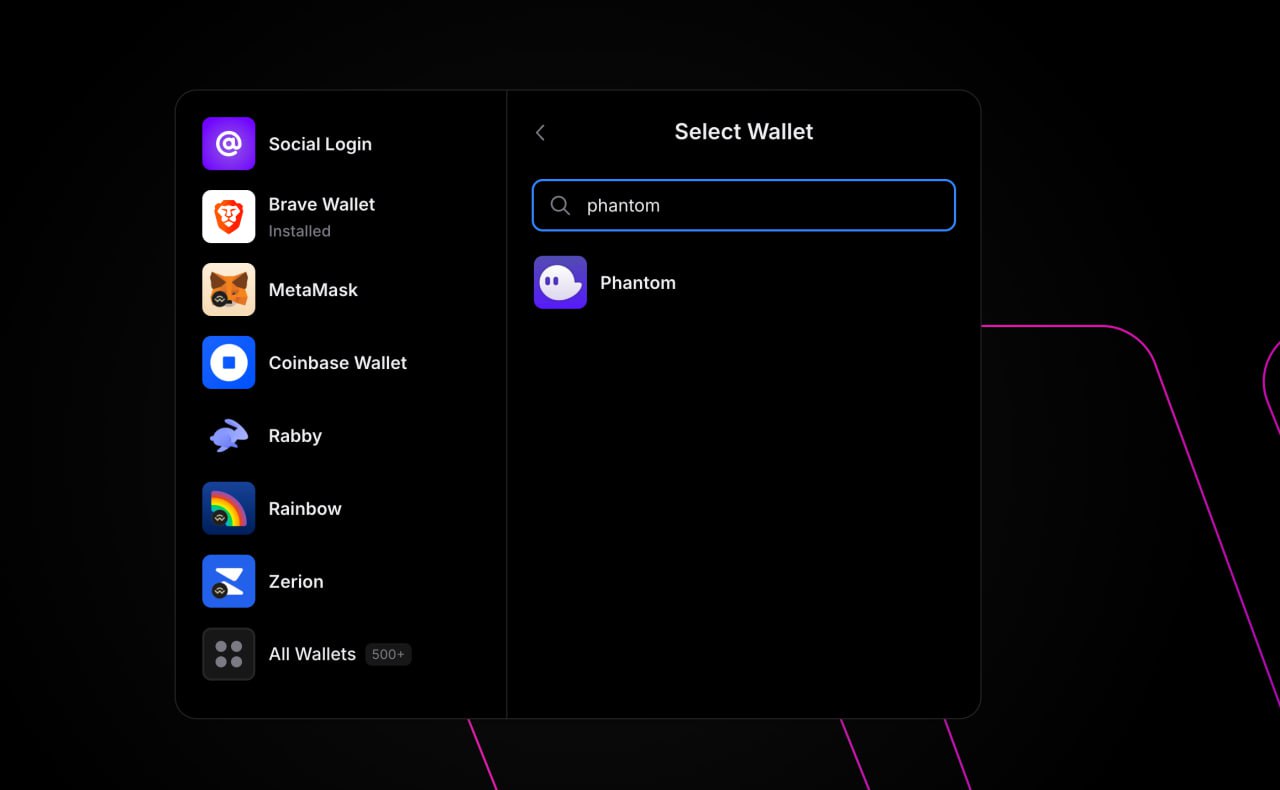 Social Login
Brave Wallet
Installed
MetaMask
Coinbase Wallet
Rabby
Rainbow
Zerion
All Wallets 500+
Select Wallet
phantom
Phantom